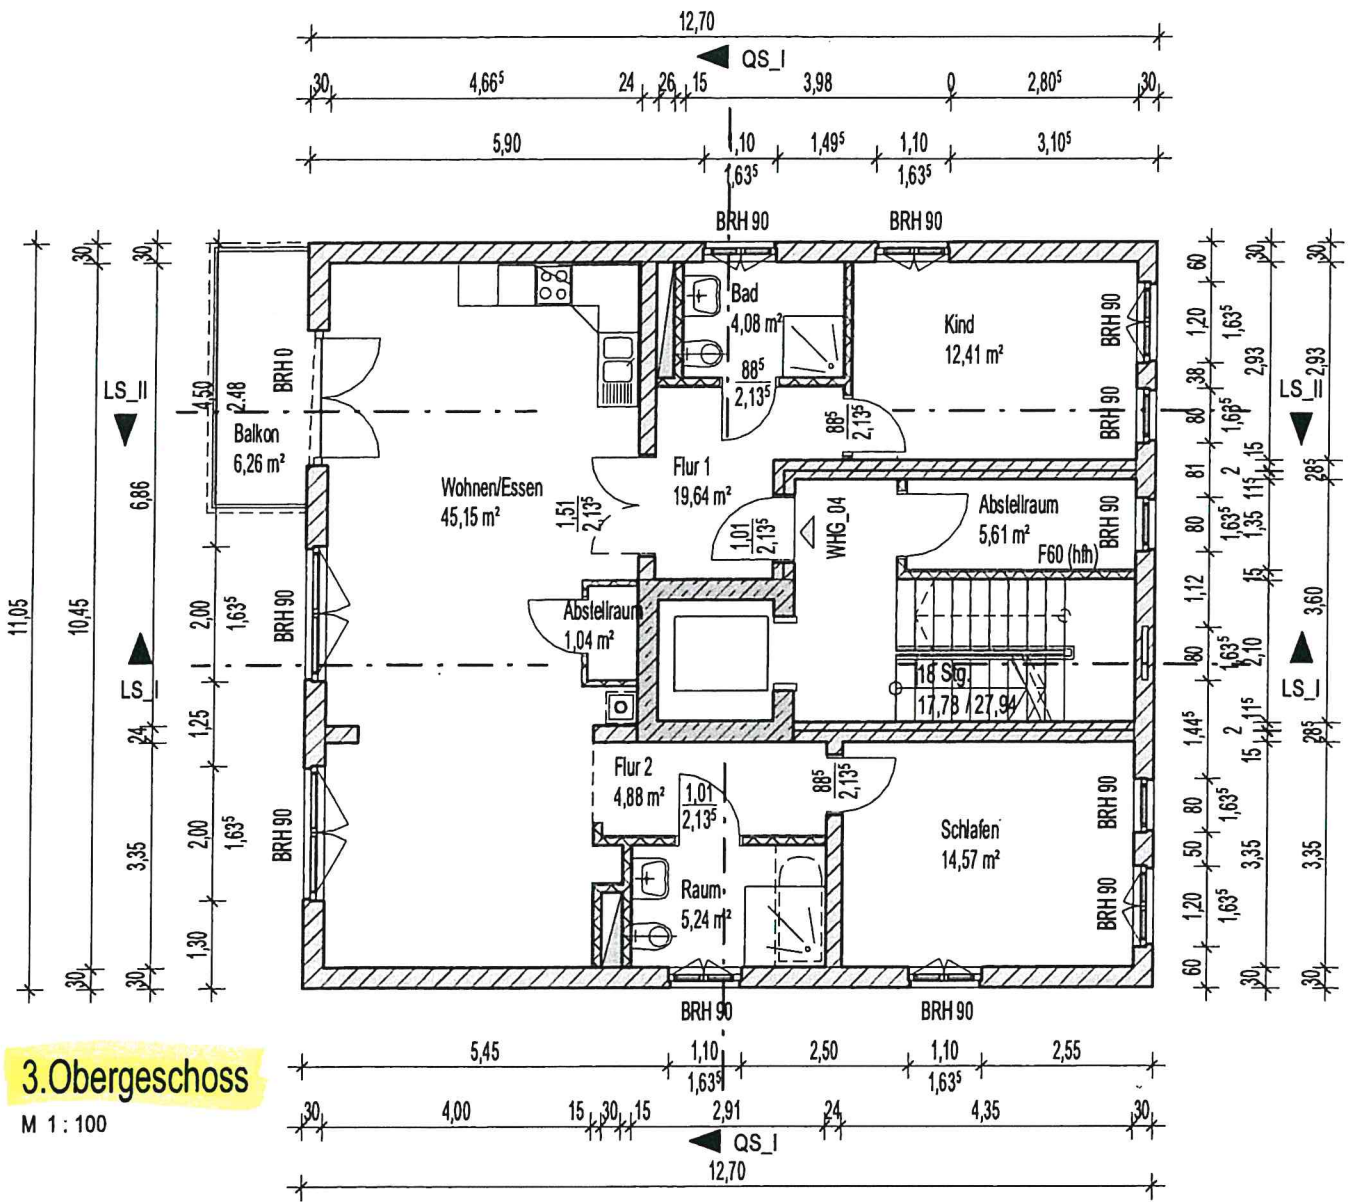 12,70
QS_I
30 4,66⁵ 24 26 15 3,98 0 2,80⁵ 30
5,90 1,10 1,49⁵ 1,10 3,10⁵
1,63⁵ 1,63⁵
BRH 90 BRH 90
30 30 30 30
60
Bad
4,08 m²
Kind
12,41 m²
BRH 90
1,20 1,63⁵
2,93 2,93
38
BRH 0
4,50
2.48
88⁵
2,13⁵
LS_II
Balkon
6,26 m²
88⁵
2,13⁵
BRH 90
80 1,63⁵
LS_II
15
Flur 1
19,64 m²
81 2 28⁵
11⁵
6,86
Wohnen/Essen
45,15 m²
1,51
2,13⁵
1,01
2,13⁵
WHG_04
Abstellraum
5,61 m²
F60 (hfh)
BRH 90
80 1,63⁵ 1,35
15
11,05
10,45
2,00 1,63⁵
BRH 90
Abstellraum
1,04 m²
1,12
3,60
LS_I
18 Stg.
17,78 / 27,94
80 1,63⁵ 2,10
LS_I
24
1,25
1,44⁵ 2 11⁵ 28⁵
15
Flur 2
4,88 m²
1,01
2,13⁵
88⁵
2,13⁵
2,00 1,63⁵
BRH 90
3,35
Schlafen
14,57 m²
BRH 90
80 1,63⁵
50
3,35 3,35
Raum
5,24 m²
BRH 90
1,20 1,63⁵
1,30
30 30
60 30 30
BRH 90 BRH 90
5,45 1,10 2,50 1,10 2,55
1,63⁵ 1,63⁵
3.Obergeschoss
M 1 : 100
30 4,00 15 30 15 2,91 24 4,35 30
QS_I
12,70